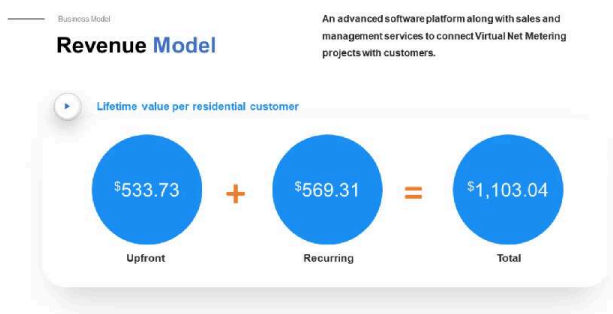 Business Model
Revenue Model
An advanced software platform along with sales and
management services to connect Virtual Net Metering
projects with customers.
Lifetime value per residential customer
$533.73 + $569.31 = $1,103.04
Upfront Recurring Total